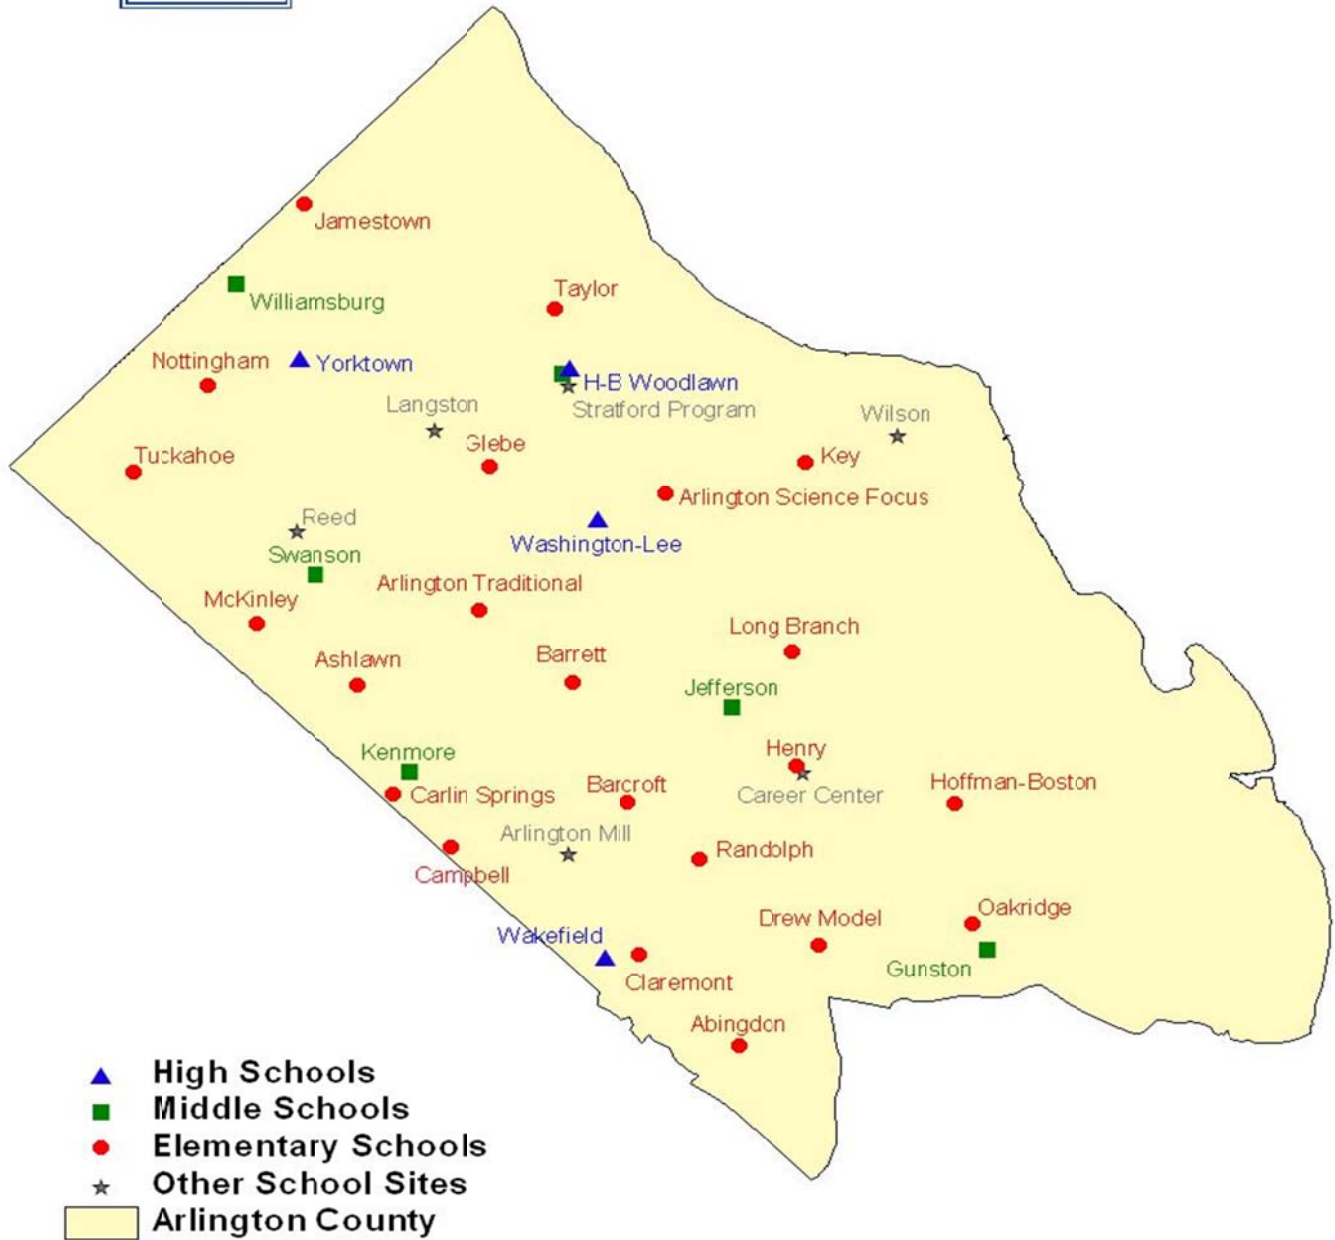 Jamestown
Williamsburg
Taylor
Nottingham
Yorktown
H-B Woodlawn
Stratford Program
Langston
Wilson
Glebe
Tuckahoe
Key
Arlington Science Focus
Reed
Washington-Lee
Swanson
Arlington Traditional
McKinley
Long Branch
Barrett
Ashlawn
Jefferson
Kenmore
Henry
Hoffman-Boston
Barcroft
Carlin Springs
Career Center
Arlington Mill
Randolph
Campbell
Oakridge
Drew Model
Wakefield
Gunston
Claremont
Abingdon
High Schools
Middle Schools
Elementary Schools
Other School Sites
Arlington County